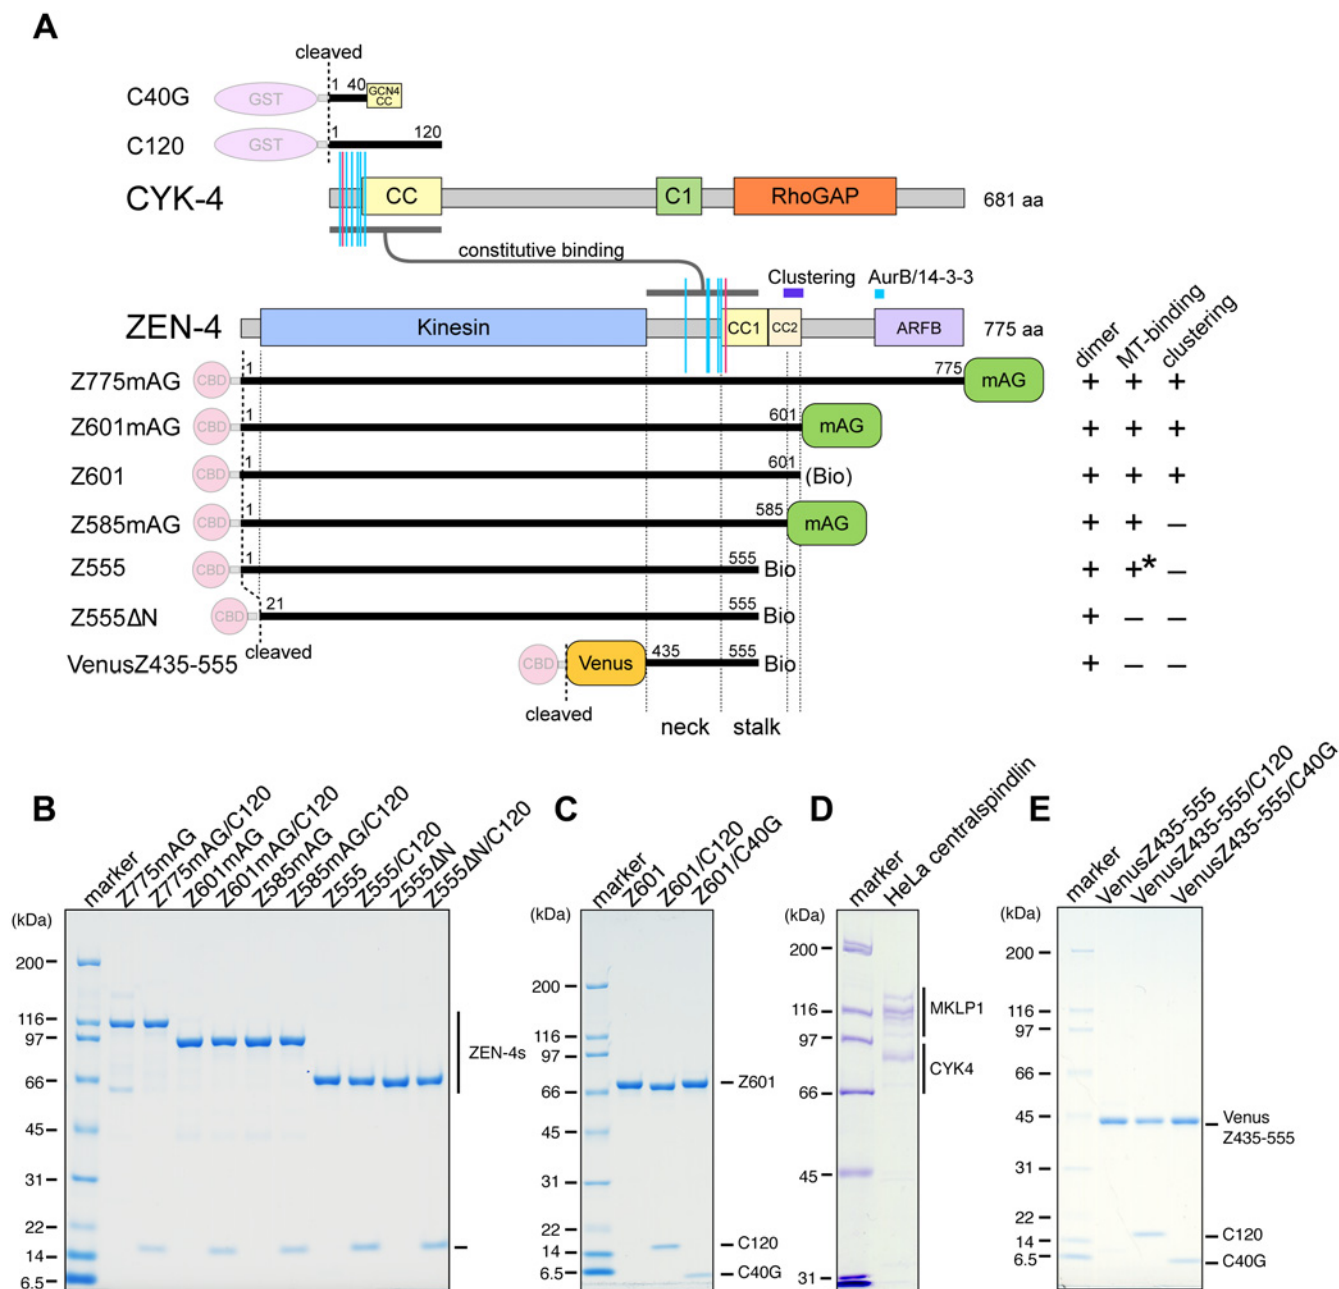 A
cleaved
C40G
GST
1 40
GCN4
CC
C120
GST
1
120
CYK-4
CC
C1
RhoGAP
681 aa
constitutive binding
Clustering
AurB/14-3-3
ZEN-4
Kinesin
CC1
CC2
ARFB
775 aa
dimer
MT-binding
clustering
Z775mAG
CBD
1
775
mAG
+ + +
Z601mAG
CBD
1
601
mAG
+ + +
Z601
CBD
1
601
(Bio)
+ + +
Z585mAG
CBD
1
585
mAG
+ + –
Z555
CBD
1
555
Bio
+ +* –
Z555ΔN
CBD
21
555
Bio
+ – –
cleaved
VenusZ435-555
CBD
Venus
435
555
Bio
+ – –
cleaved
neck
stalk
B
marker
Z775mAG
Z775mAG/C120
Z601mAG
Z601mAG/C120
Z585mAG
Z585mAG/C120
Z555
Z555/C120
Z555ΔN
Z555ΔN/C120
(kDa)
200
116
97
66
45
31
22
14
6.5
ZEN-4s
C
marker
Z601
Z601/C120
Z601/C40G
(kDa)
200
116
97
66
45
31
22
14
6.5
Z601
C120
C40G
D
marker
HeLa centralspindlin
(kDa)
200
116
97
66
45
31
MKLP1
CYK4
E
marker
VenusZ435-555
VenusZ435-555/C120
VenusZ435-555/C40G
(kDa)
200
116
97
66
45
31
22
14
6.5
Venus
Z435-555
C120
C40G